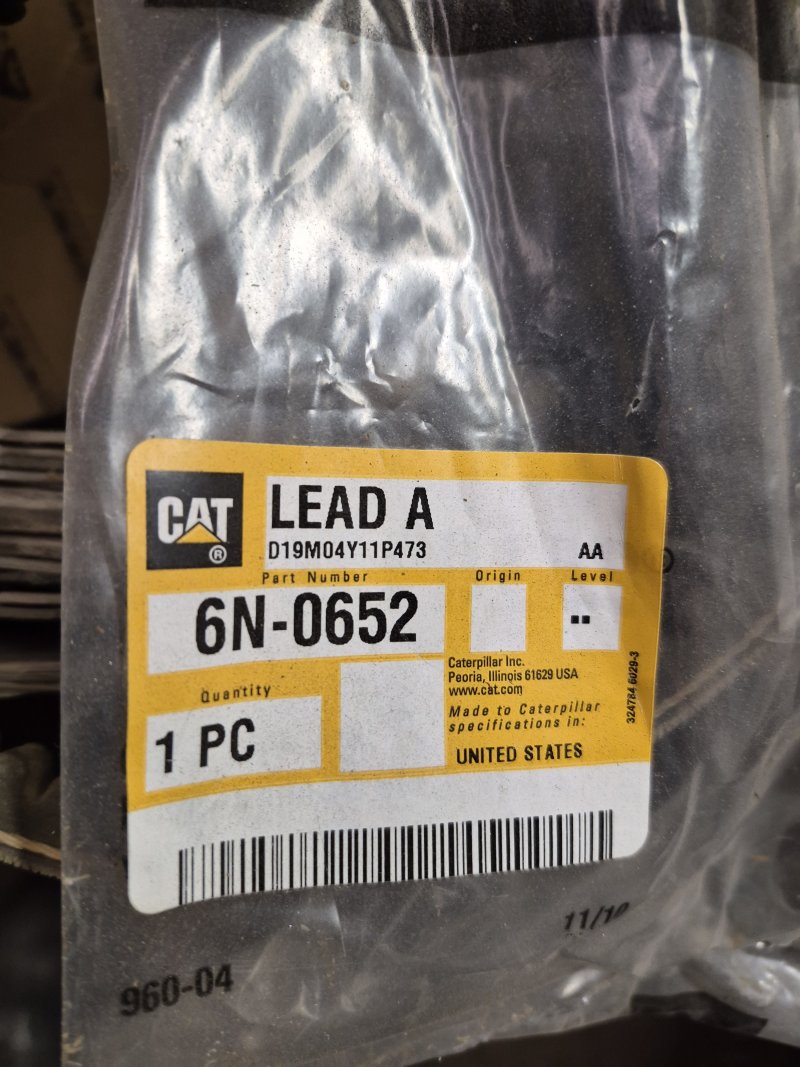 CAT
®
LEAD A
D19M04Y11P473
AA
Part Number
Origin
Level
6N-0652
--
Quantity
1 PC
Caterpillar Inc.
Peoria, Illinois 61629 USA
www.cat.com
Made to Caterpillar
specifications in:
UNITED STATES
324784 6029-3
960-04